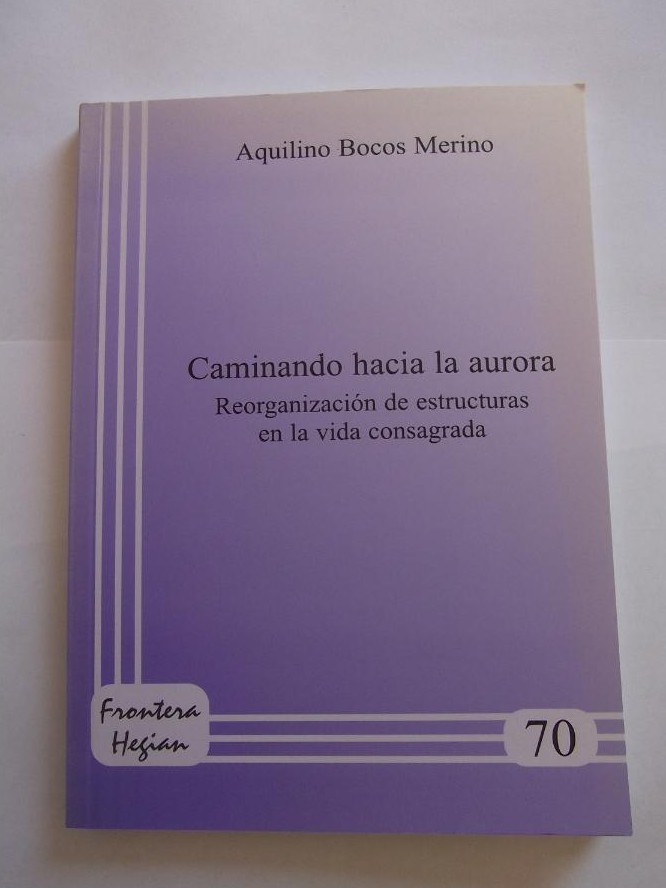 Aquilino Bocos Merino
Caminando hacia la aurora
Reorganización de estructuras
en la vida consagrada
Frontera
Hegian
70